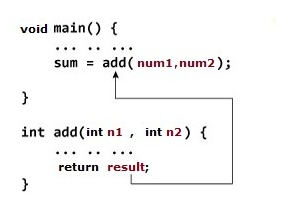 void main() {
... .. ...
sum = add( num1,num2);
}
int add(int n1 , int n2) {
... .. ...
return result;
}